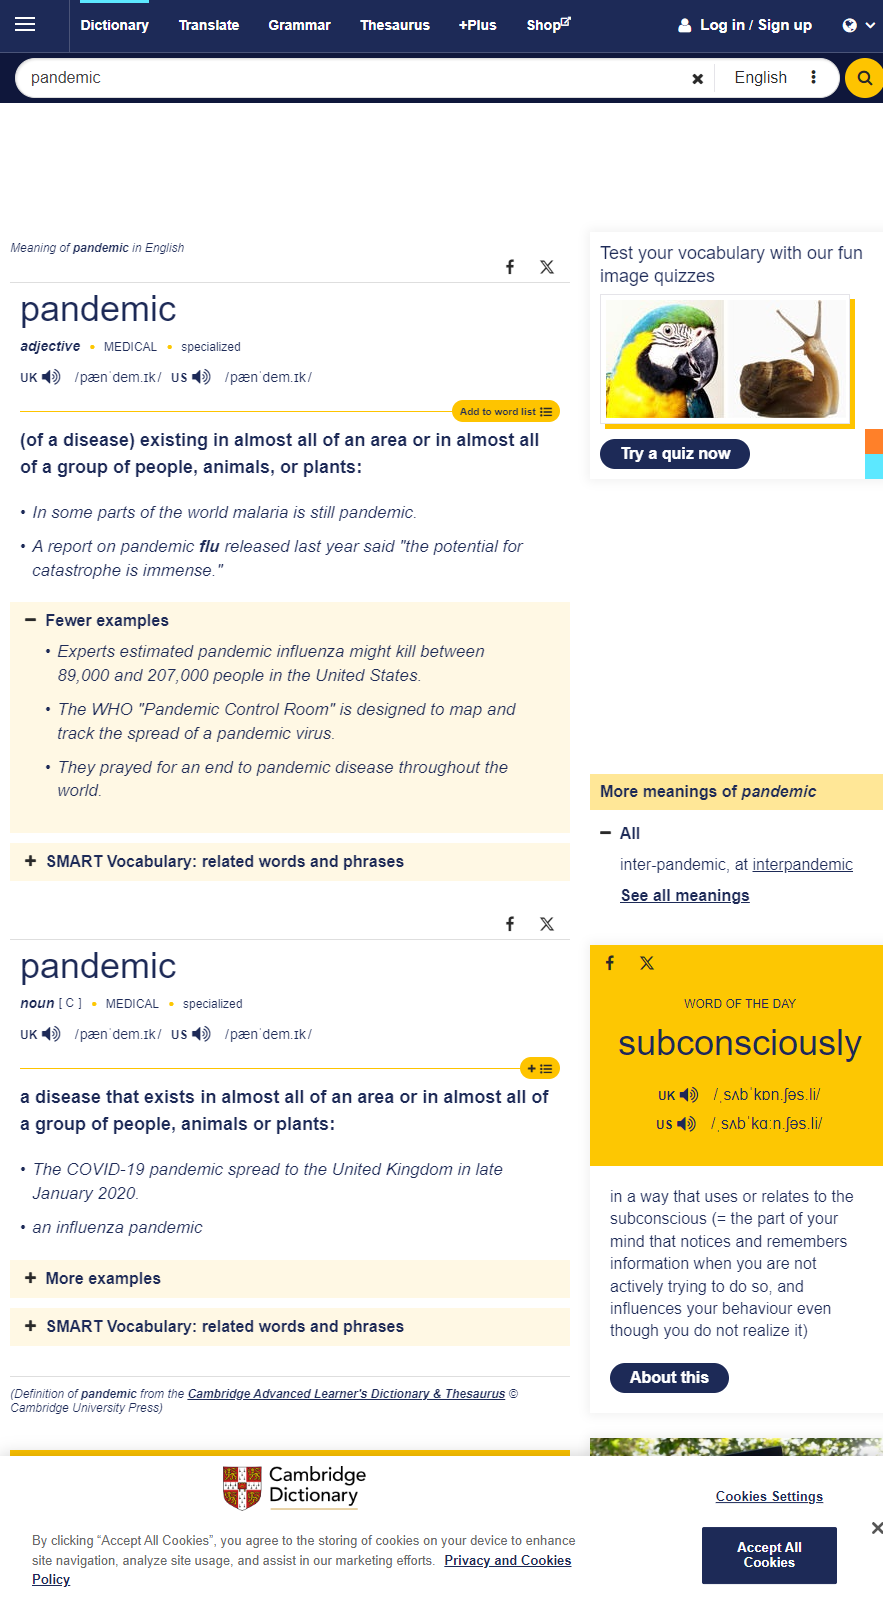 Dictionary Translate Grammar Thesaurus +Plus Shop Log in / Sign up
pandemic English
Meaning of pandemic in English
pandemic
adjective • MEDICAL • specialized
UK /pænˈdem.ɪk/ US /pænˈdem.ɪk/
Add to word list
(of a disease) existing in almost all of an area or in almost all
of a group of people, animals, or plants:
• In some parts of the world malaria is still pandemic.
• A report on pandemic flu released last year said "the potential for
catastrophe is immense."
Fewer examples
• Experts estimated pandemic influenza might kill between
89,000 and 207,000 people in the United States.
• The WHO "Pandemic Control Room" is designed to map and
track the spread of a pandemic virus.
• They prayed for an end to pandemic disease throughout the
world.
SMART Vocabulary: related words and phrases
pandemic
noun [ C ] • MEDICAL • specialized
UK /pænˈdem.ɪk/ US /pænˈdem.ɪk/
a disease that exists in almost all of an area or in almost all of
a group of people, animals or plants:
• The COVID-19 pandemic spread to the United Kingdom in late
January 2020.
• an influenza pandemic
More examples
SMART Vocabulary: related words and phrases
(Definition of pandemic from the Cambridge Advanced Learner's Dictionary & Thesaurus ©
Cambridge University Press)
Test your vocabulary with our fun
image quizzes
Try a quiz now
More meanings of pandemic
All
inter-pandemic, at interpandemic
See all meanings
WORD OF THE DAY
subconsciously
UK /ˌsʌbˈkɒn.ʃəs.li/
US /ˌsʌbˈkɑːn.ʃəs.li/
in a way that uses or relates to the
subconscious (= the part of your
mind that notices and remembers
information when you are not
actively trying to do so, and
influences your behaviour even
though you do not realize it)
About this
Cambridge
Dictionary
By clicking “Accept All Cookies”, you agree to the storing of cookies on your device to enhance
site navigation, analyze site usage, and assist in our marketing efforts. Privacy and Cookies
Policy
Cookies Settings
Accept All
Cookies